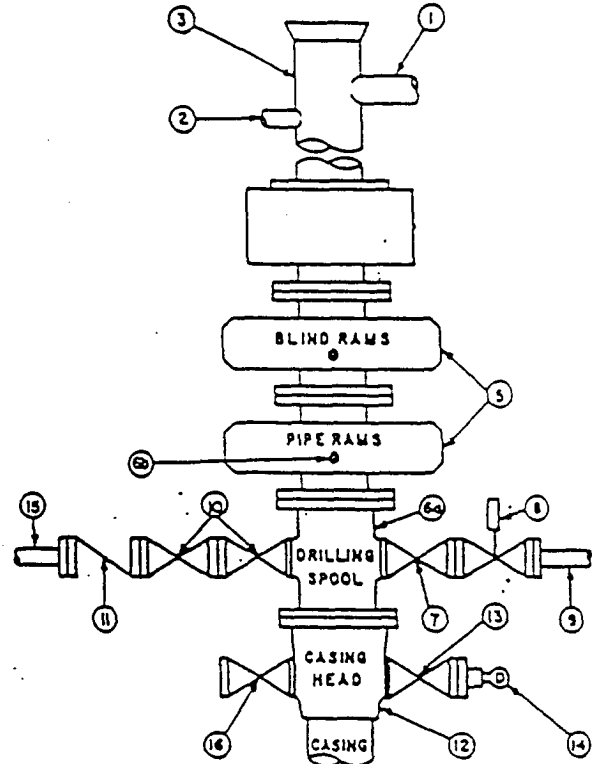 3
1
2
BLIND RAMS
5
PIPE RAMS
6b
6a
8
15
10
DRILLING
SPOOL
11
7
9
13
CASING
HEAD
16
12
14
CASING